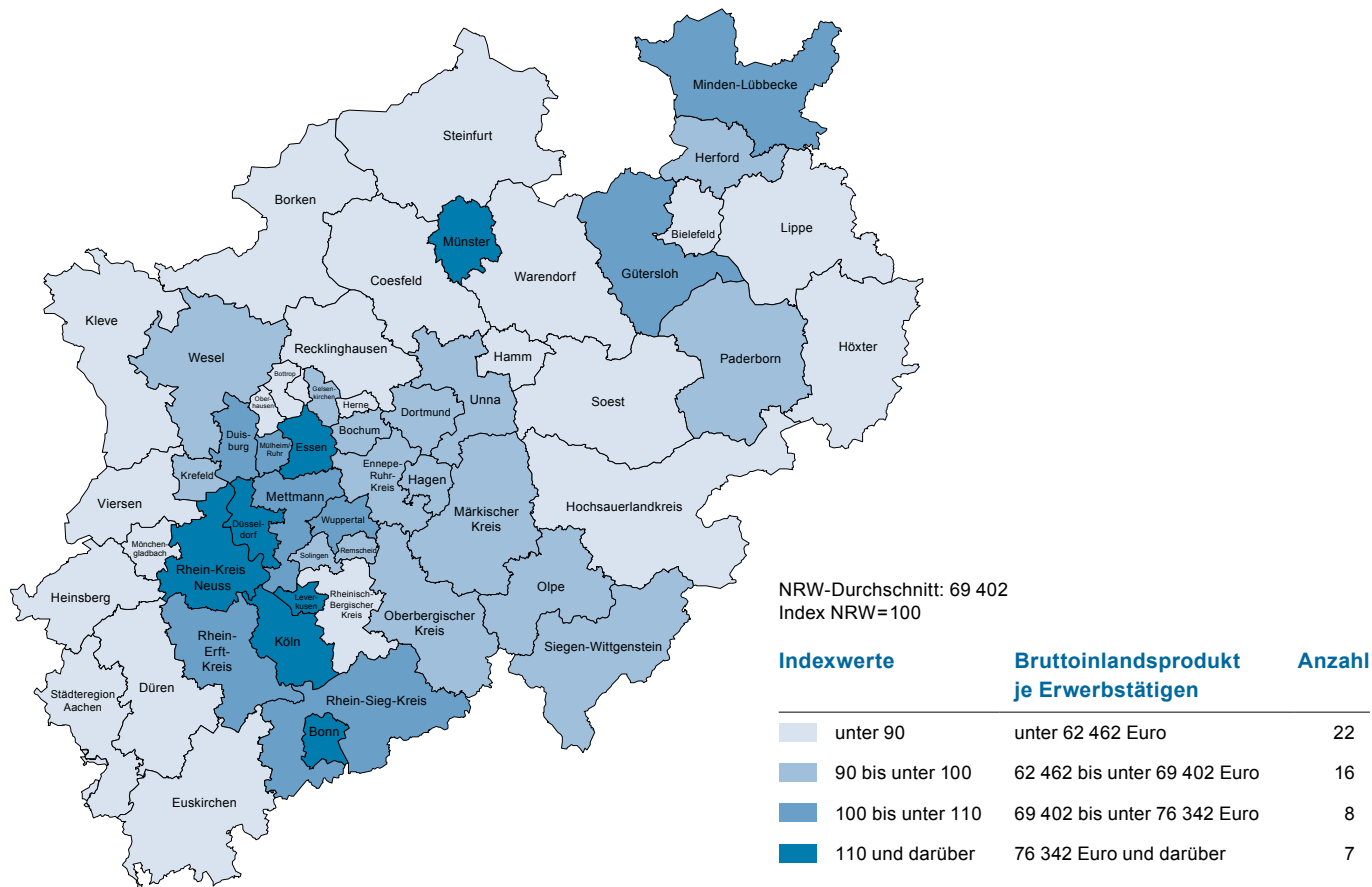 Minden-Lübbecke
Steinfurt
Herford
Borken
Bielefeld
Lippe
Münster
Gütersloh
Warendorf
Coesfeld
Kleve
Höxter
Wesel
Recklinghausen
Hamm
Paderborn
Bottrop
Gelsen-
kirchen
Ober-
hausen
Herne
Dortmund
Unna
Soest
Duis-
burg
Mülheim/
Ruhr
Essen
Bochum
Krefeld
Ennepe-
Ruhr-
Kreis
Hagen
Viersen
Mettmann
Hochsauerlandkreis
Märkischer
Kreis
Düssel-
dorf
Wuppertal
Mönchen-
gladbach
Solingen
Remscheid
Rhein-Kreis
Neuss
Heinsberg
Lever-
kusen
Rheinisch-
Bergischer
Kreis
Olpe
Oberbergischer
Kreis
Köln
Rhein-
Erft-
Kreis
Siegen-Wittgenstein
Städteregion
Aachen
Düren
Rhein-Sieg-Kreis
Bonn
Euskirchen
NRW-Durchschnitt: 69 402
Index NRW=100
Indexwerte Bruttoinlandsprodukt Anzahl
je Erwerbstätigen
unter 90 unter 62 462 Euro 22
90 bis unter 100 62 462 bis unter 69 402 Euro 16
100 bis unter 110 69 402 bis unter 76 342 Euro 8
110 und darüber 76 342 Euro und darüber 7